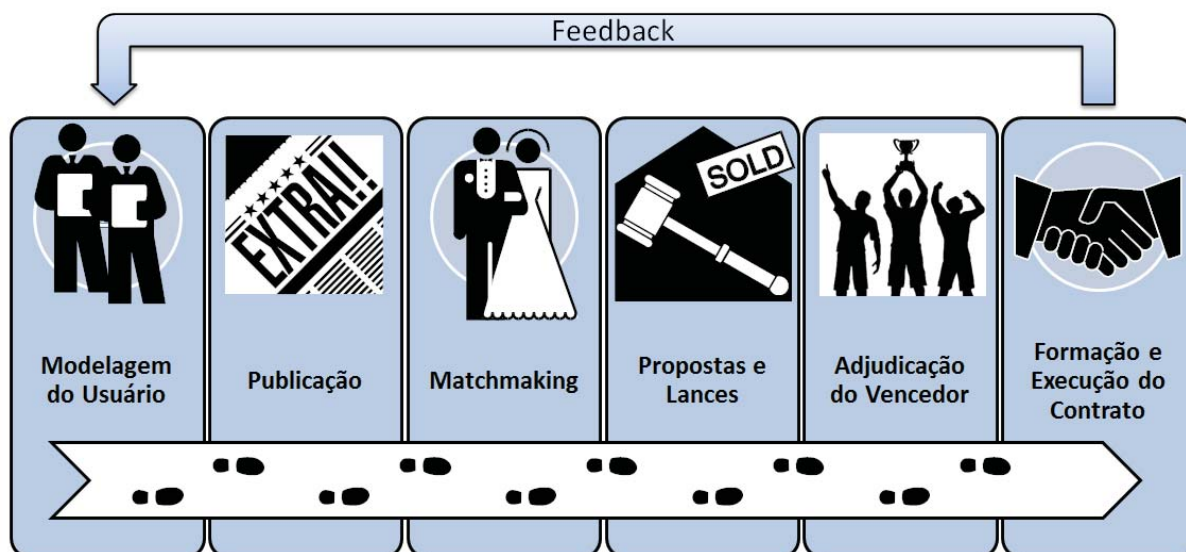 Feedback
EXTRA!!
SOLD
Modelagem
do Usuário
Publicação
Matchmaking
Propostas e
Lances
Adjudicação
do Vencedor
Formação e
Execução do
Contrato